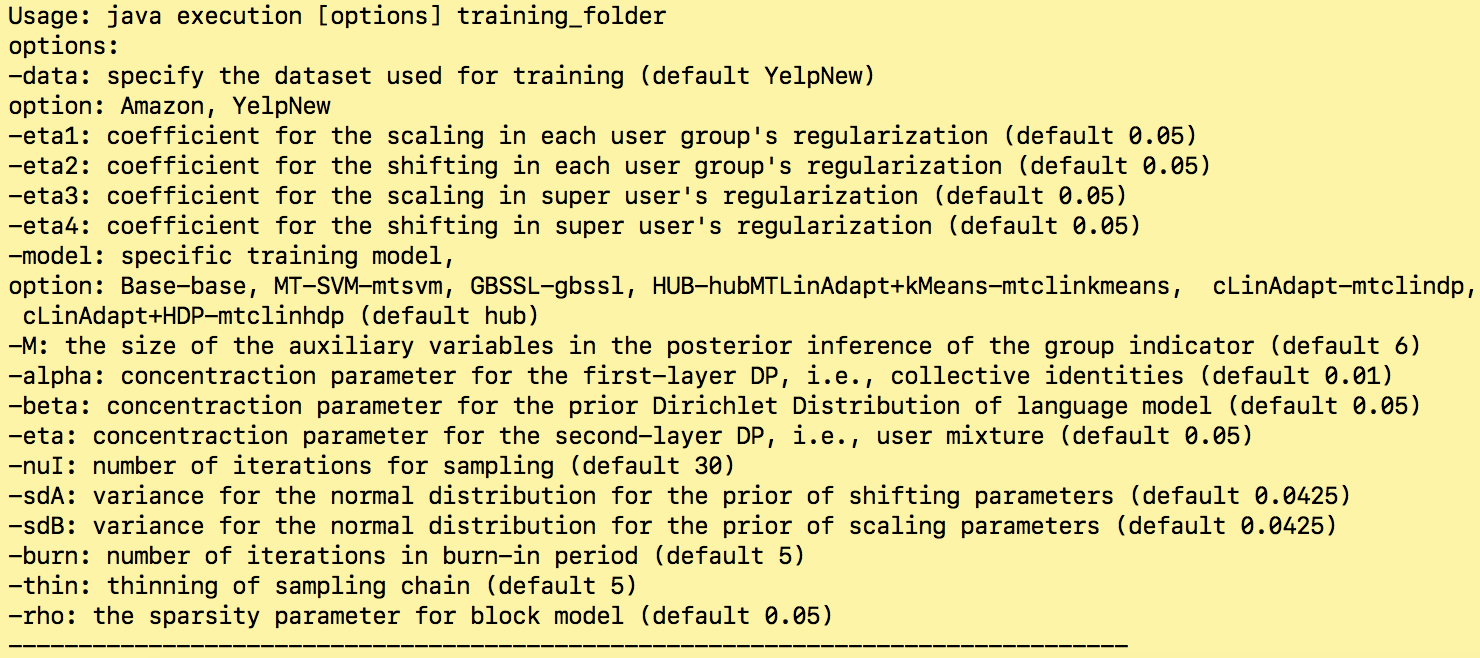 Usage: java execution [options] training_folder
options:
-data: specify the dataset used for training (default YelpNew)
option: Amazon, YelpNew
-eta1: coefficient for the scaling in each user group's regularization (default 0.05)
-eta2: coefficient for the shifting in each user group's regularization (default 0.05)
-eta3: coefficient for the scaling in super user's regularization (default 0.05)
-eta4: coefficient for the shifting in super user's regularization (default 0.05)
-model: specific training model,
option: Base-base, MT-SVM-mtsvm, GBSSL-gbssl, HUB-hubMTLinAdapt+kMeans-mtclinkmeans,  cLinAdapt-mtclindp,
 cLinAdapt+HDP-mtclinhdp (default hub)
-M: the size of the auxiliary variables in the posterior inference of the group indicator (default 6)
-alpha: concentraction parameter for the first-layer DP, i.e., collective identities (default 0.01)
-beta: concentraction parameter for the prior Dirichlet Distribution of language model (default 0.05)
-eta: concentraction parameter for the second-layer DP, i.e., user mixture (default 0.05)
-nuI: number of iterations for sampling (default 30)
-sdA: variance for the normal distribution for the prior of shifting parameters (default 0.0425)
-sdB: variance for the normal distribution for the prior of scaling parameters (default 0.0425)
-burn: number of iterations in burn-in period (default 5)
-thin: thinning of sampling chain (default 5)
-rho: the sparsity parameter for block model (default 0.05)
--------------------------------------------------------------------------------